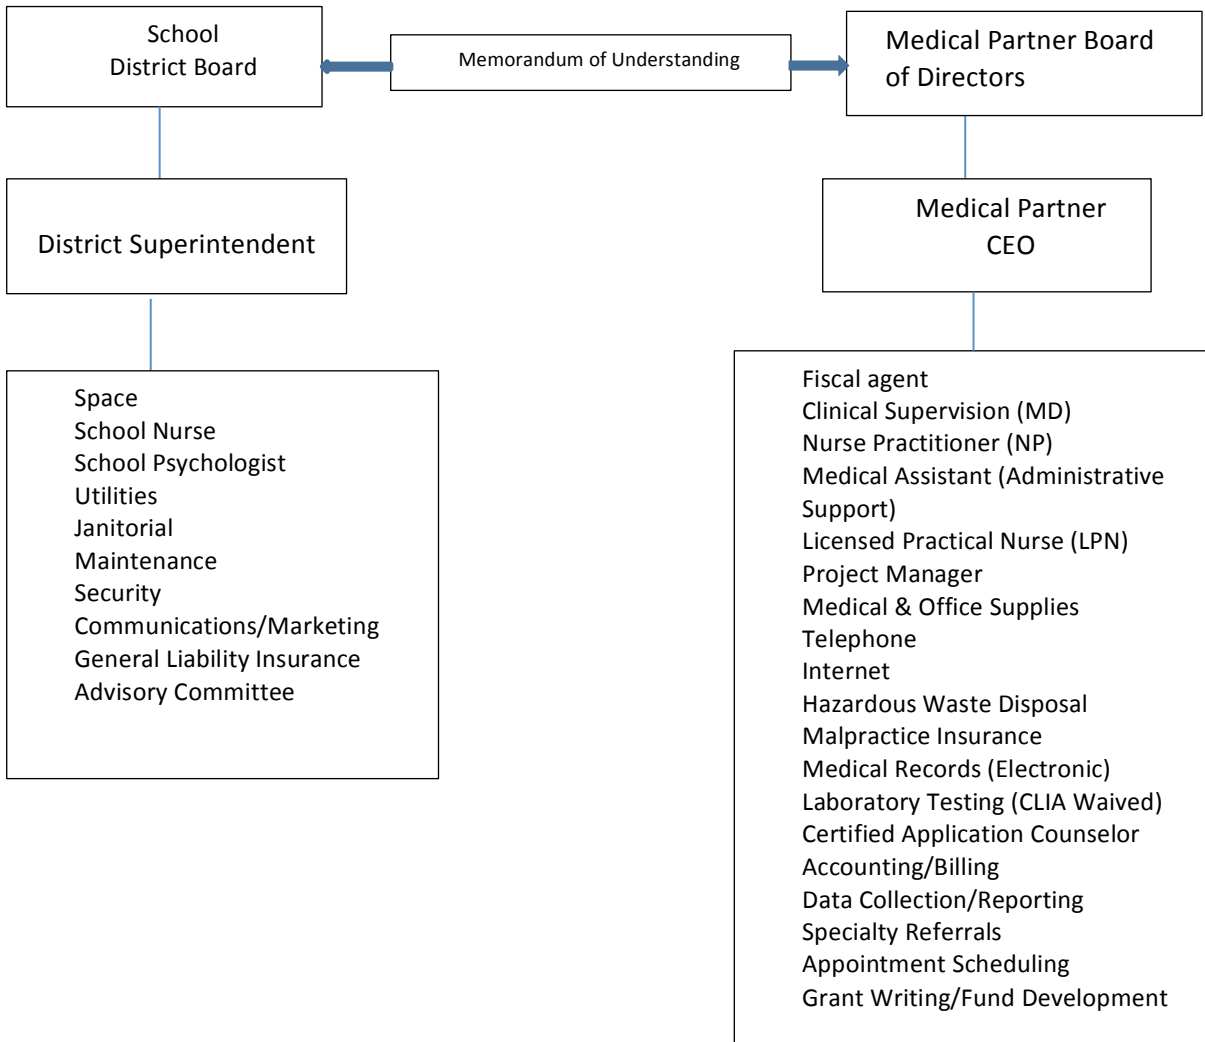 School
District Board
Memorandum of Understanding
Medical Partner Board
of Directors
District Superintendent
Medical Partner
CEO
Space
School Nurse
School Psychologist
Utilities
Janitorial
Maintenance
Security
Communications/Marketing
General Liability Insurance
Advisory Committee
Fiscal agent
Clinical Supervision (MD)
Nurse Practitioner (NP)
Medical Assistant (Administrative
Support)
Licensed Practical Nurse (LPN)
Project Manager
Medical & Office Supplies
Telephone
Internet
Hazardous Waste Disposal
Malpractice Insurance
Medical Records (Electronic)
Laboratory Testing (CLIA Waived)
Certified Application Counselor
Accounting/Billing
Data Collection/Reporting
Specialty Referrals
Appointment Scheduling
Grant Writing/Fund Development